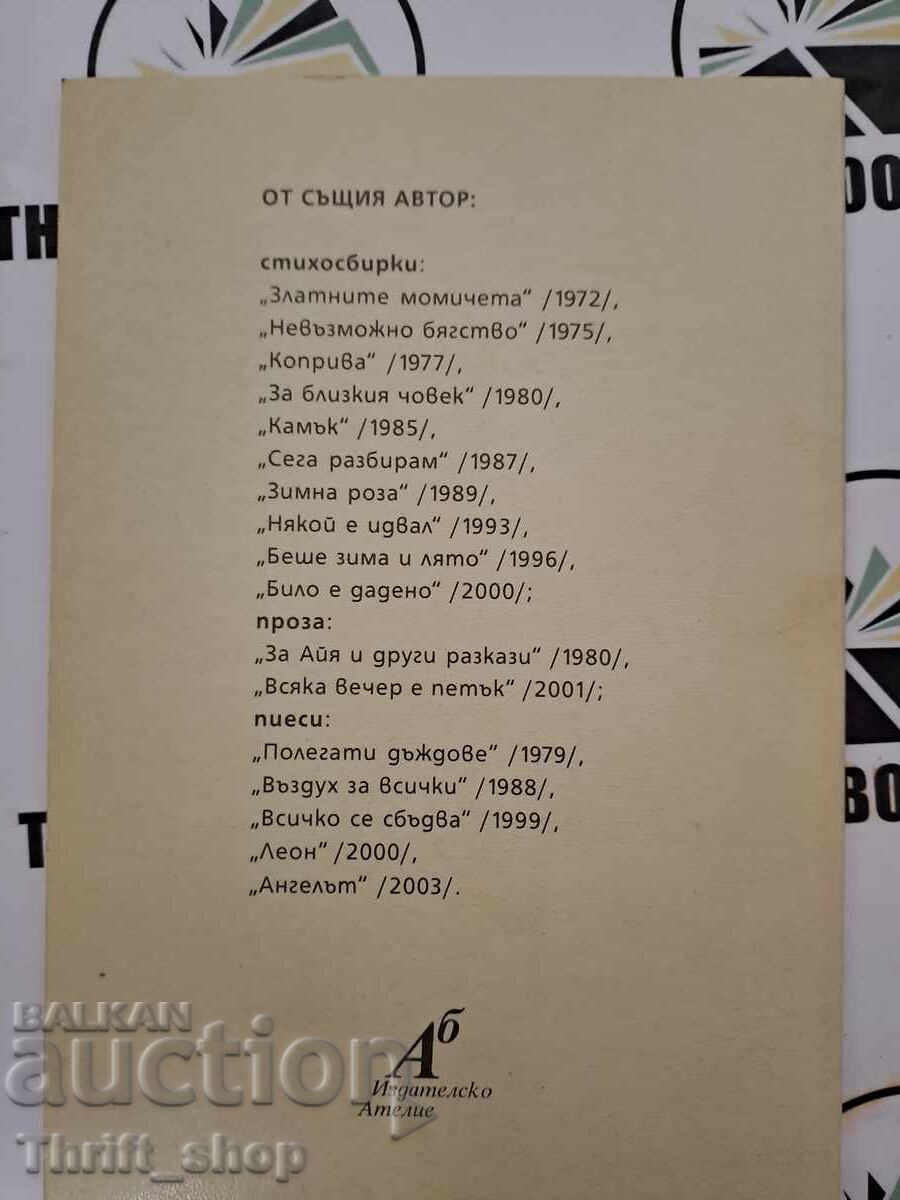 ОТ СЪЩИЯ АВТОР:
стихосбирки:
„Златните момичета“ /1972/,
„Невъзможно бягство“ /1975/,
„Коприва“ /1977/,
„За близкия човек“ /1980/,
„Камък“ /1985/,
„Сега разбирам“ /1987/,
„Зимна роза“ /1989/,
„Някой е идвал“ /1993/,
„Беше зима и лято“ /1996/,
„Било е дадено“ /2000/;
проза:
„За Айя и други разкази“ /1980/,
„Всяка вечер е петък“ /2001/;
пиеси:
„Полегати дъждове“ /1979/,
„Въздух за всички“ /1988/,
„Всичко се сбъдва“ /1999/,
„Леон“ /2000/,
„Ангелът“ /2003/.
Аб
Издателско
Ателие
BALKAN
auction
Thrift_shop